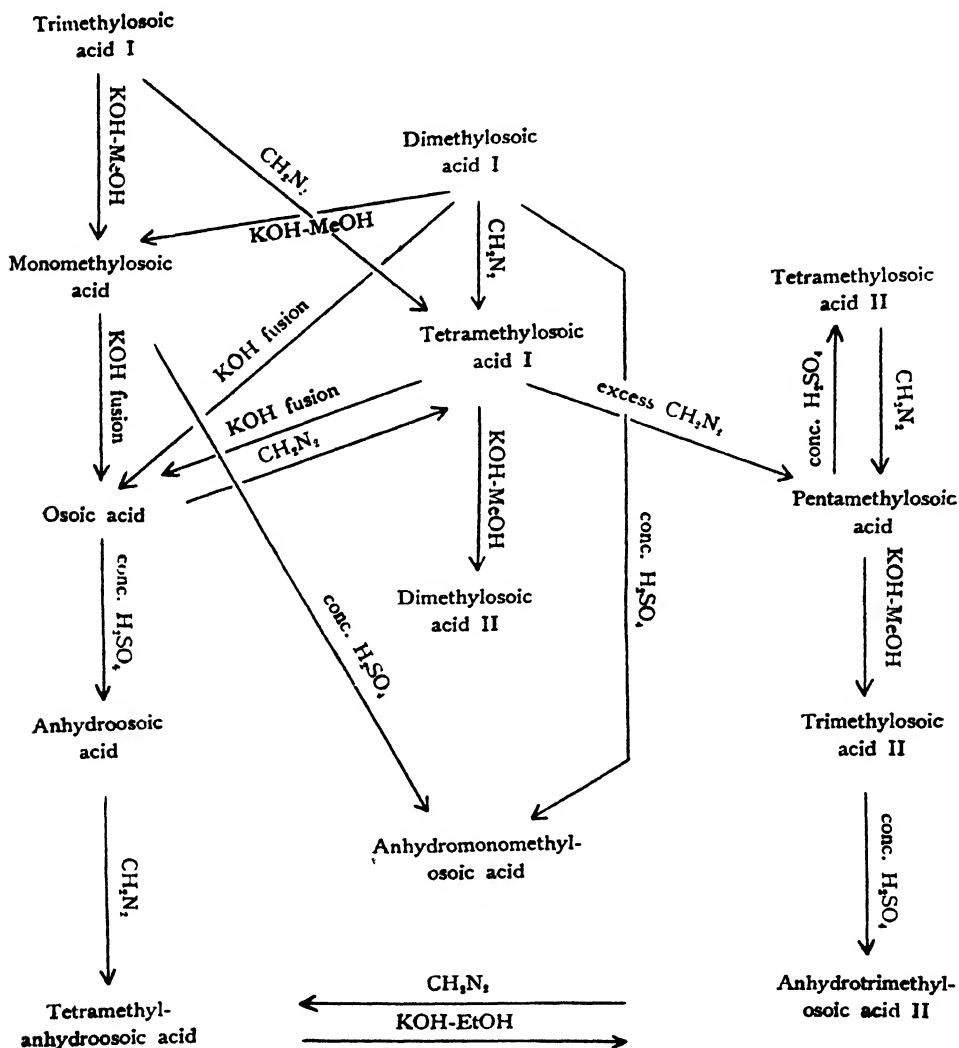 Trimethylosoic
acid I
KOH-MeOH
CH₂N₂
Dimethylosoic
acid I
KOH-MeOH
CH₂N₂
Monomethylosoic
acid
Tetramethylosoic
acid II
KOH fusion
KOH fusion
Tetramethylosoic
acid I
KOH fusion
CH₂N₂
excess CH₂N₂
conc. H₂SO₄
CH₂N₂
KOH-MeOH
Osoic acid
Pentamethylosoic
acid
conc. H₂SO₄
conc. H₂SO₄
Dimethylosoic
acid II
conc. H₂SO₄
KOH-MeOH
Anhydroosoic
acid
Trimethylosoic
acid II
Anhydromonomethyl-
osoic acid
CH₂N₂
conc. H₂SO₄
Tetramethyl-
anhydroosoic acid
CH₂N₂
KOH-EtOH
Anhydrotrimethyl-
osoic acid II